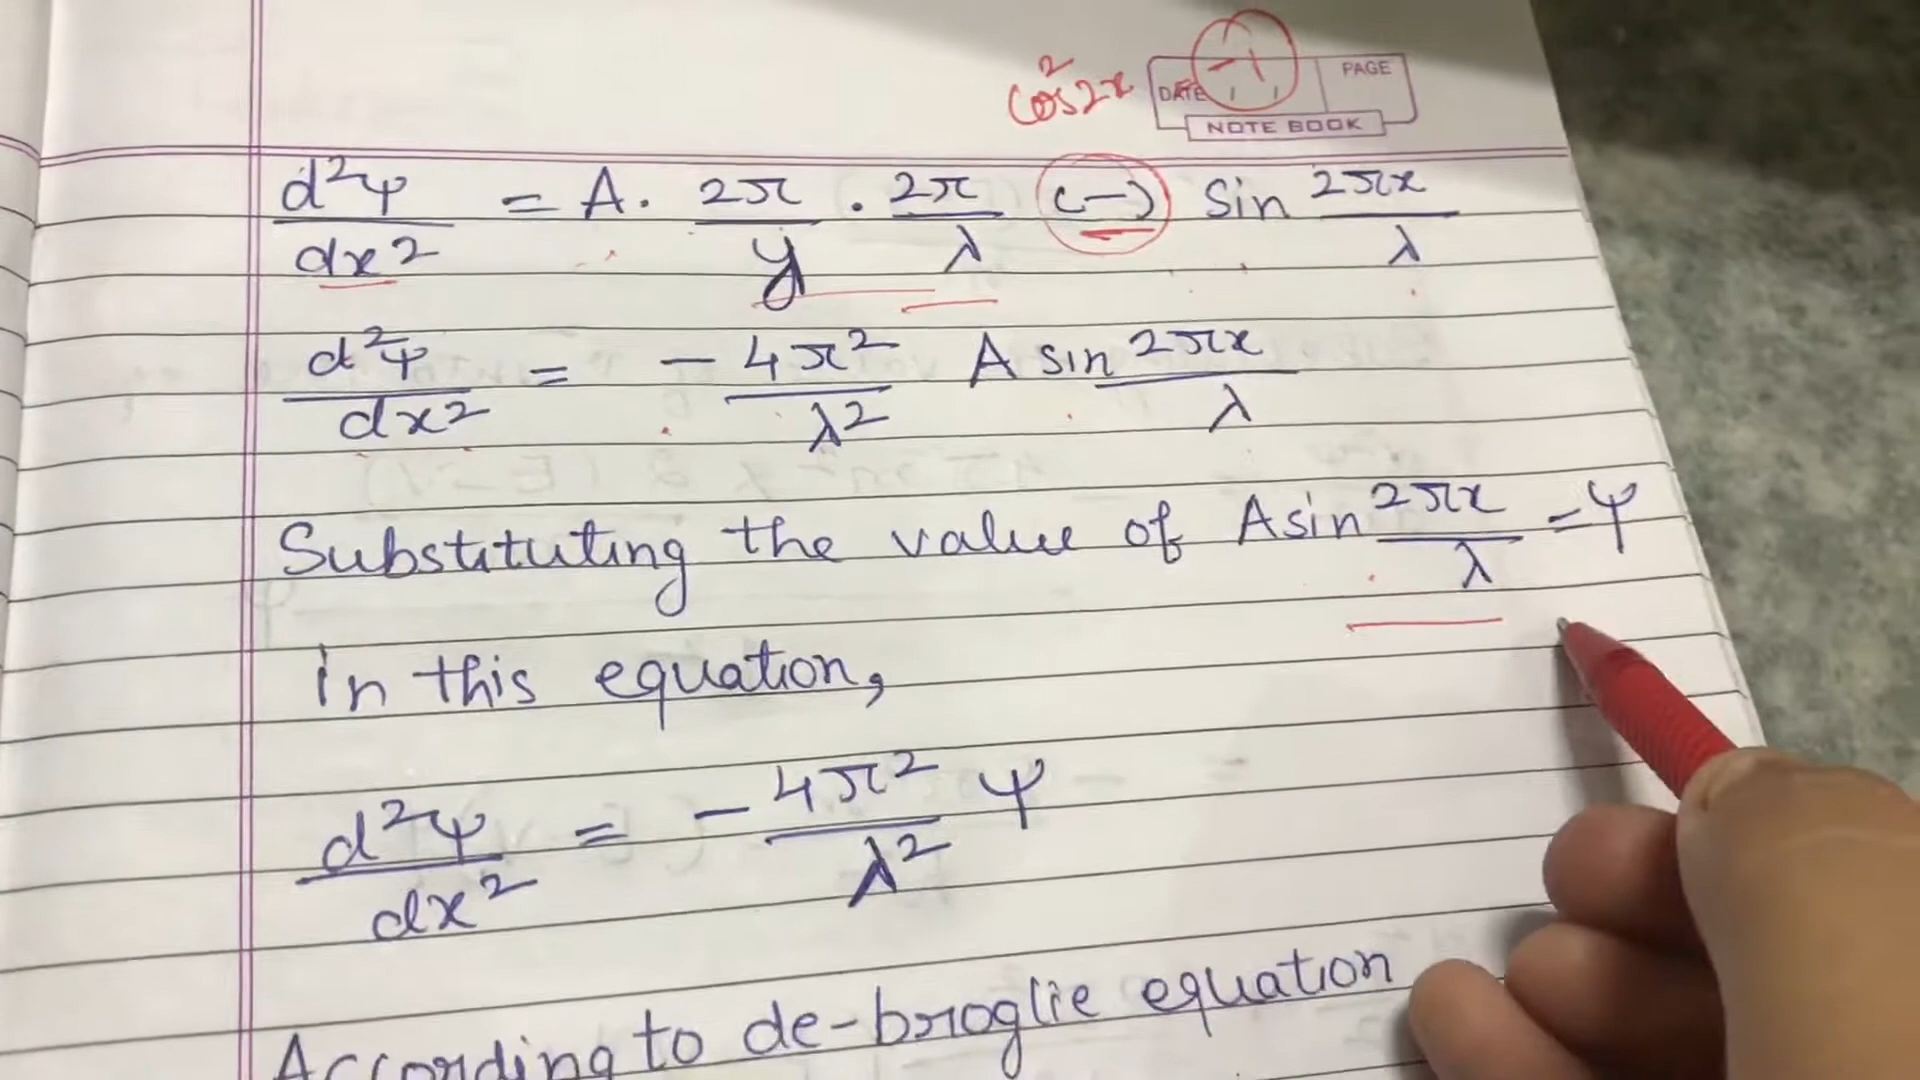 cos²2x
DATE
PAGE
NOTE BOOK
d²ψ/dx² = A. 2π/y . 2π/λ (-) Sin 2πx/λ
d²ψ/dx² = - 4π²/λ² A sin 2πx/λ
Substituting the value of A sin 2πx/λ = ψ
in this equation,
d²ψ/dx² = - 4π²/λ² ψ
According to de-broglie equation